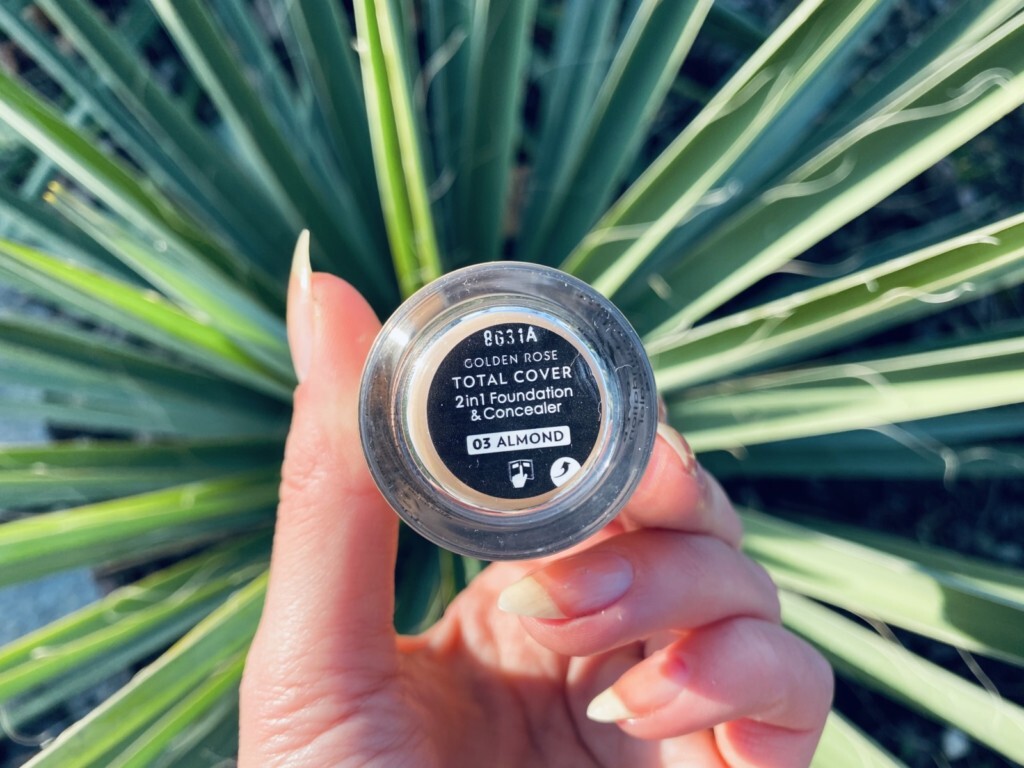 8631A
GOLDEN ROSE
TOTAL COVER
2in1 Foundation
& Concealer
03 ALMOND